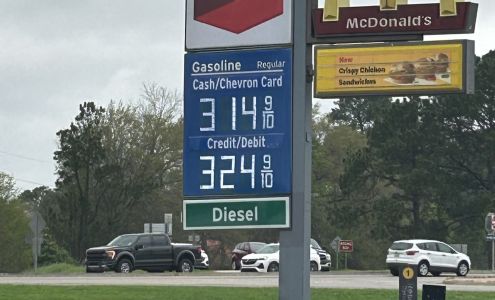 McDonald's
New
Crispy Chicken
Sandwiches
Gasoline Regular
Cash/Chevron Card
3 14 9/10
Credit/Debit
3 24 9/10
Diesel
1